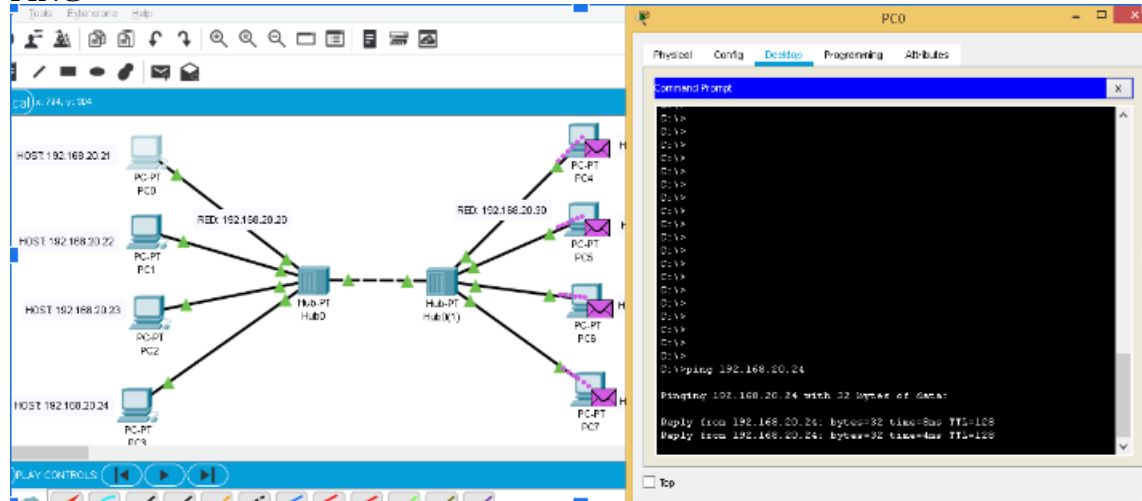 Tools Extensions Help
PC0
Physical Config Desktop Programming Attributes
Command Prompt
X
x: 784, y: 304
HOST: 192.168.20.21
PC-PT
PC0
RED: 192.168.20.20
HOST: 192.168.20.22
PC-PT
PC1
HOST: 192.168.20.23
PC-PT
PC2
HOST: 192.168.20.24
PC-PT
PC3
Hub-PT
Hub0
Hub-PT
Hub0(1)
RED: 192.168.20.30
PC-PT
PC4
PC-PT
PC5
PC-PT
PC6
PC-PT
PC7
H
H
H
H
PLAY CONTROLS:
C:\>
C:\>
C:\>
C:\>
C:\>
C:\>
C:\>
C:\>
C:\>
C:\>
C:\>
C:\>
C:\>
C:\>
C:\>ping 192.168.20.24
Pinging 192.168.20.24 with 32 bytes of data:
Reply from 192.168.20.24: bytes=32 time=8ms TTL=128
Reply from 192.168.20.24: bytes=32 time=4ms TTL=128
Top